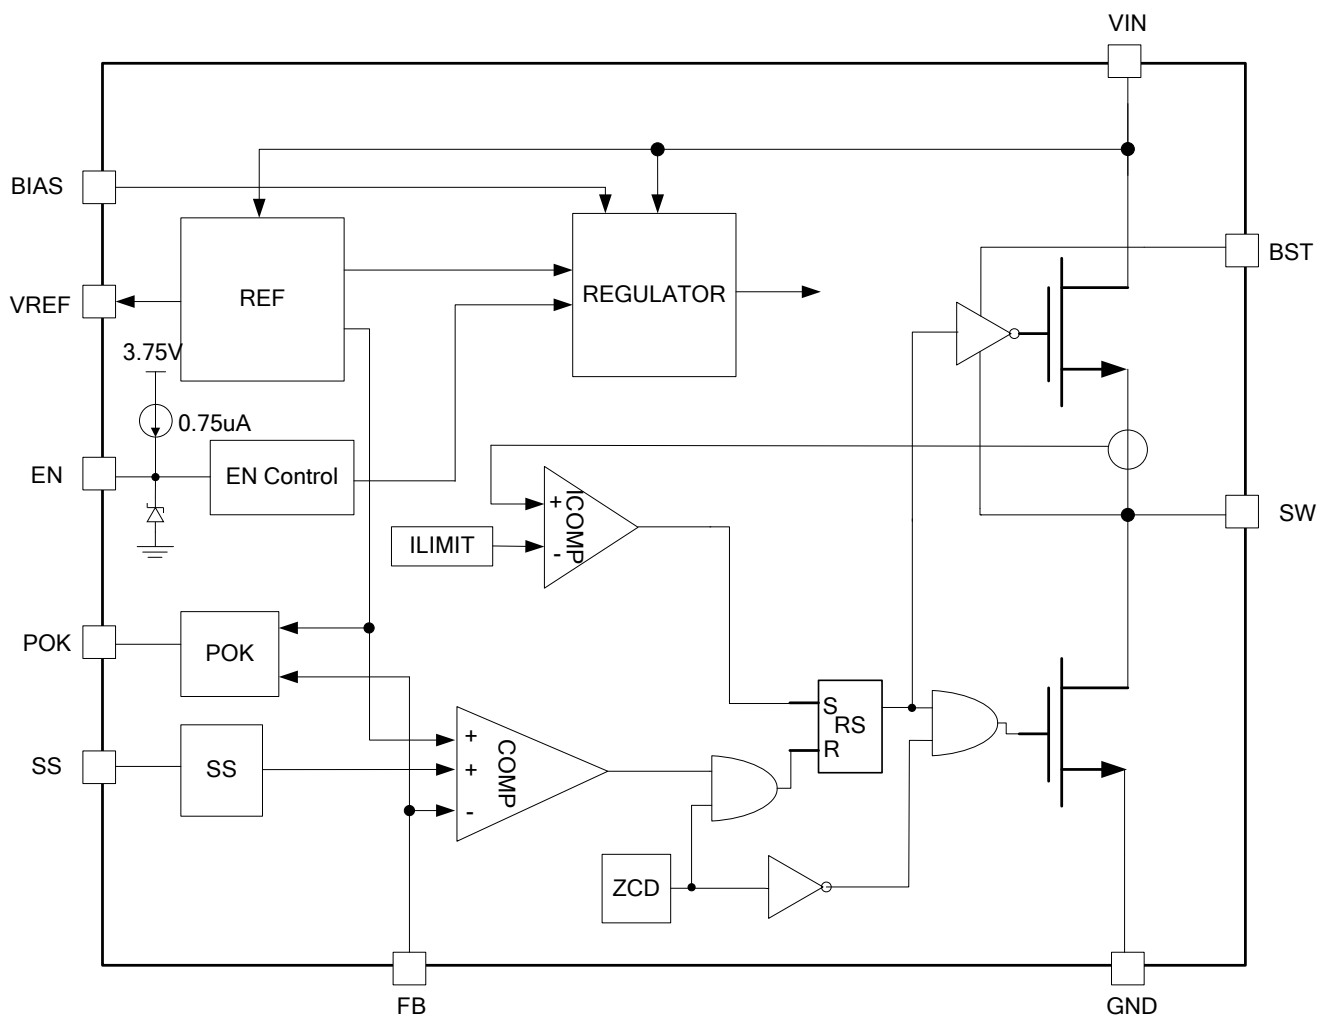 VIN
BIAS
BST
REF
REGULATOR
VREF
3.75V
0.75uA
EN
EN Control
ICOMP
+
-
ILIMIT
SW
POK
POK
S
RS
R
SS
SS
COMP
+
+
-
ZCD
FB
GND